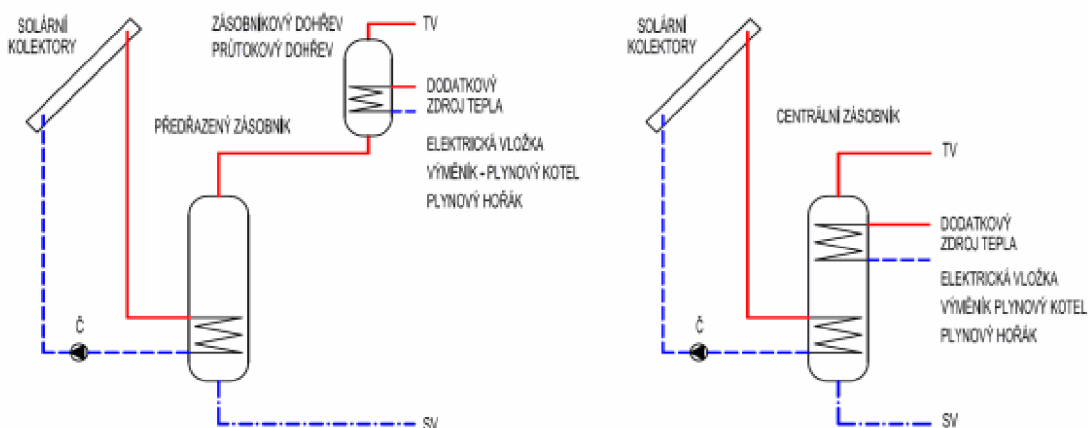 SOLÁRNÍ
KOLEKTORY
ZÁSOBNÍKOVÝ DOHŘEV
PRŮTOKOVÝ DOHŘEV
TV
DODATKOVÝ
ZDROJ TEPLA
PŘEDŘAZENÝ ZÁSOBNÍK
ELEKTRICKÁ VLOŽKA
VÝMĚNÍK - PLYNOVÝ KOTEL
PLYNOVÝ HOŘÁK
Č
SV
SOLÁRNÍ
KOLEKTORY
CENTRÁLNÍ ZÁSOBNÍK
TV
DODATKOVÝ
ZDROJ TEPLA
ELEKTRICKÁ VLOŽKA
VÝMĚNÍK PLYNOVÝ KOTEL
PLYNOVÝ HOŘÁK
Č
SV